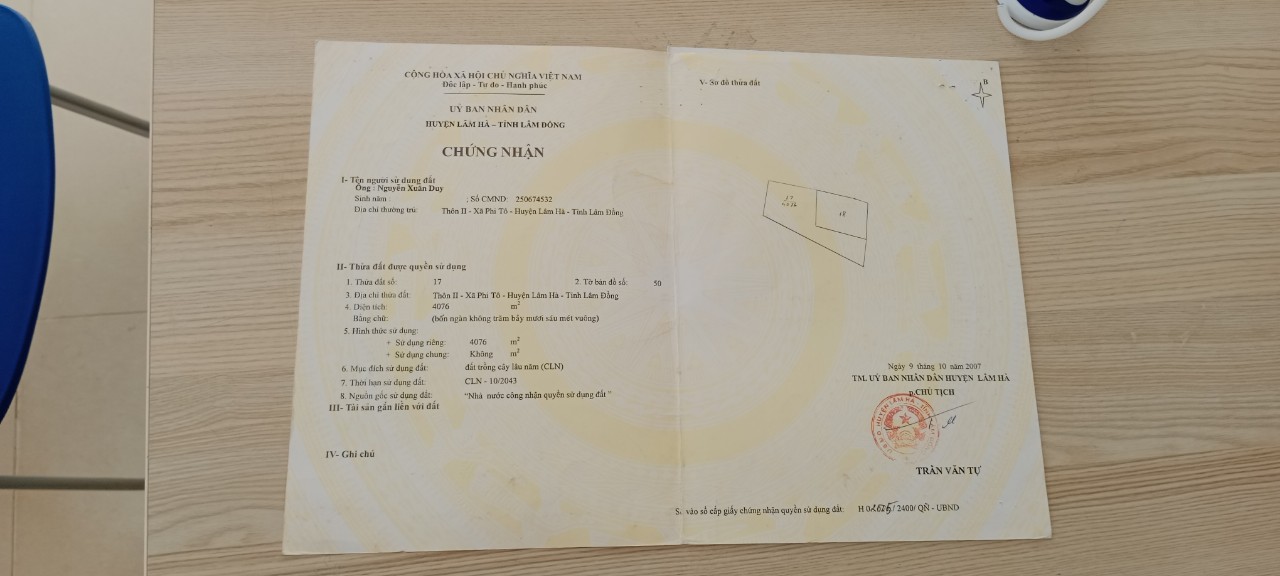 CỘNG HÒA XÃ HỘI CHỦ NGHĨA VIỆT NAM
Độc lập - Tự do - Hạnh phúc
UỶ BAN NHÂN DÂN
HUYỆN LÂM HÀ – TỈNH LÂM ĐỒNG
CHỨNG NHẬN
I- Tên người sử dụng đất
Ông : Nguyễn Xuân Duy
Sinh năm : ; Số CMND: 250674532
Địa chỉ thường trú: Thôn II - Xã Phi Tô - Huyện Lâm Hà - Tỉnh Lâm Đồng
II- Thửa đất được quyền sử dụng
1. Thửa đất số: 17 2. Tờ bản đồ số: 50
3. Địa chỉ thửa đất: Thôn II - Xã Phi Tô - Huyện Lâm Hà - Tỉnh Lâm Đồng
4. Diện tích: 4076 m2
Bằng chữ: (bốn ngàn không trăm bảy mươi sáu mét vuông)
5. Hình thức sử dụng:
+ Sử dụng riêng: 4076 m2
+ Sử dụng chung: Không m2
6. Mục đích sử dụng đất: đất trồng cây lâu năm (CLN)
7. Thời hạn sử dụng đất: CLN - 10/2043
8. Nguồn gốc sử dụng đất: “Nhà nước công nhận quyền sử dụng đất ”
III- Tài sản gắn liền với đất
IV- Ghi chú
V- Sơ đồ thửa đất
B
17
4076
18
Ngày 9 tháng 10 năm 2007
TM. UỶ BAN NHÂN DÂN HUYỆN LÂM HÀ
P.CHỦ TỊCH
TRẦN VĂN TỰ
Số vào sổ cấp giấy chứng nhận quyền sử dụng đất: H 02675/ 2400/ QÑ - UBND